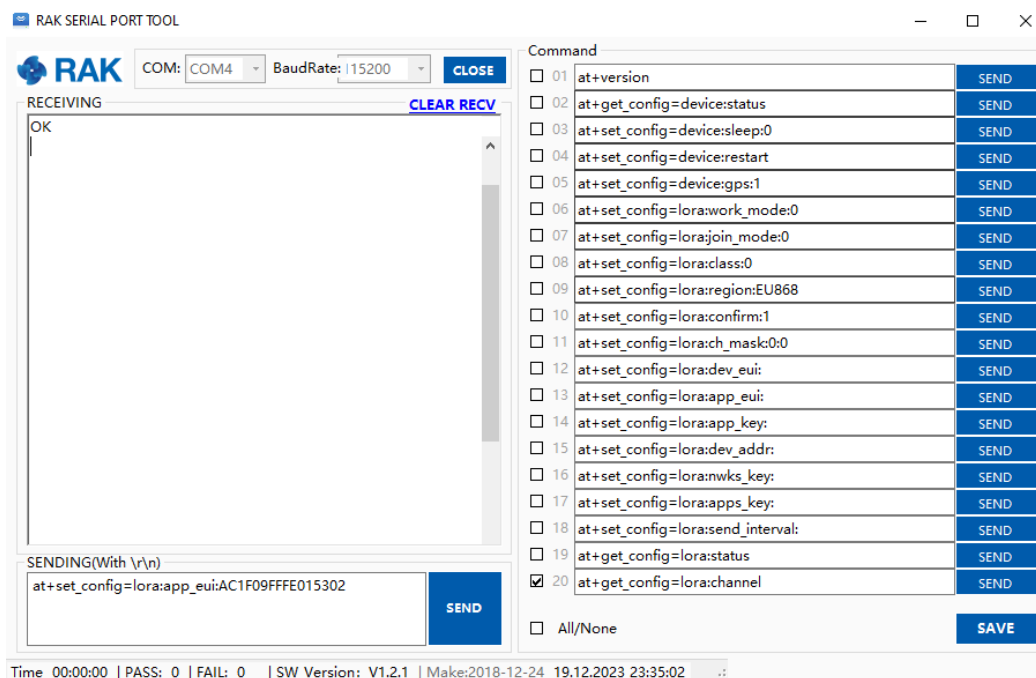 RAK SERIAL PORT TOOL
RAK
COM: COM4 BaudRate: 115200 CLOSE
RECEIVING CLEAR RECV
OK
SENDING(With \r\n)
at+set_config=lora:app_eui:AC1F09FFFE015302
SEND
Command
01 at+version SEND
02 at+get_config=device:status SEND
03 at+set_config=device:sleep:0 SEND
04 at+set_config=device:restart SEND
05 at+set_config=device:gps:1 SEND
06 at+set_config=lora:work_mode:0 SEND
07 at+set_config=lora:join_mode:0 SEND
08 at+set_config=lora:class:0 SEND
09 at+set_config=lora:region:EU868 SEND
10 at+set_config=lora:confirm:1 SEND
11 at+set_config=lora:ch_mask:0:0 SEND
12 at+set_config=lora:dev_eui: SEND
13 at+set_config=lora:app_eui: SEND
14 at+set_config=lora:app_key: SEND
15 at+set_config=lora:dev_addr: SEND
16 at+set_config=lora:nwks_key: SEND
17 at+set_config=lora:apps_key: SEND
18 at+set_config=lora:send_interval: SEND
19 at+get_config=lora:status SEND
20 at+get_config=lora:channel SEND
All/None SAVE
Time 00:00:00 | PASS: 0 | FAIL: 0 | SW Version: V1.2.1 | Make:2018-12-24 19.12.2023 23:35:02